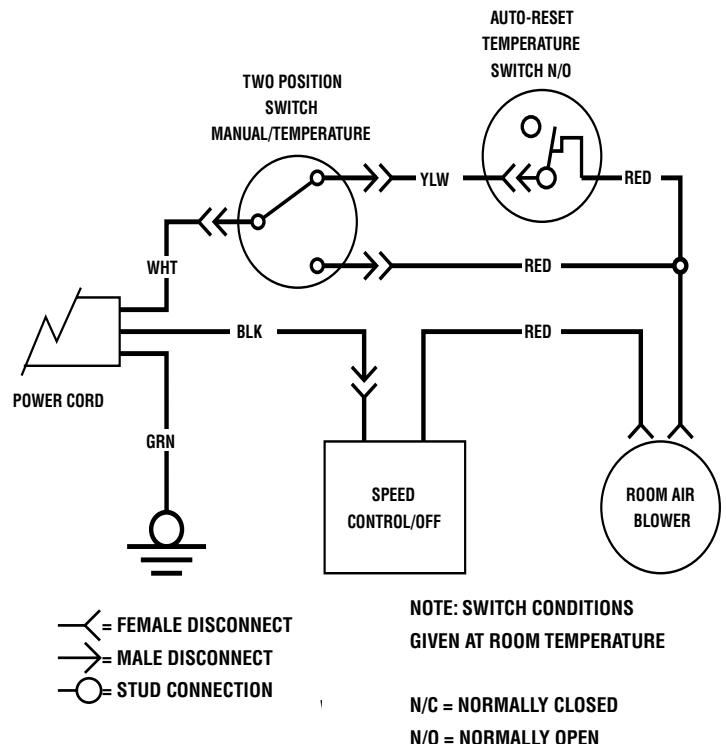 AUTO-RESET
TEMPERATURE
SWITCH N/O
TWO POSITION
SWITCH
MANUAL/TEMPERATURE
YLW
RED
WHT
RED
BLK
RED
POWER CORD
GRN
SPEED
CONTROL/OFF
ROOM AIR
BLOWER
= FEMALE DISCONNECT
= MALE DISCONNECT
= STUD CONNECTION
NOTE: SWITCH CONDITIONS
GIVEN AT ROOM TEMPERATURE
N/C = NORMALLY CLOSED
N/O = NORMALLY OPEN